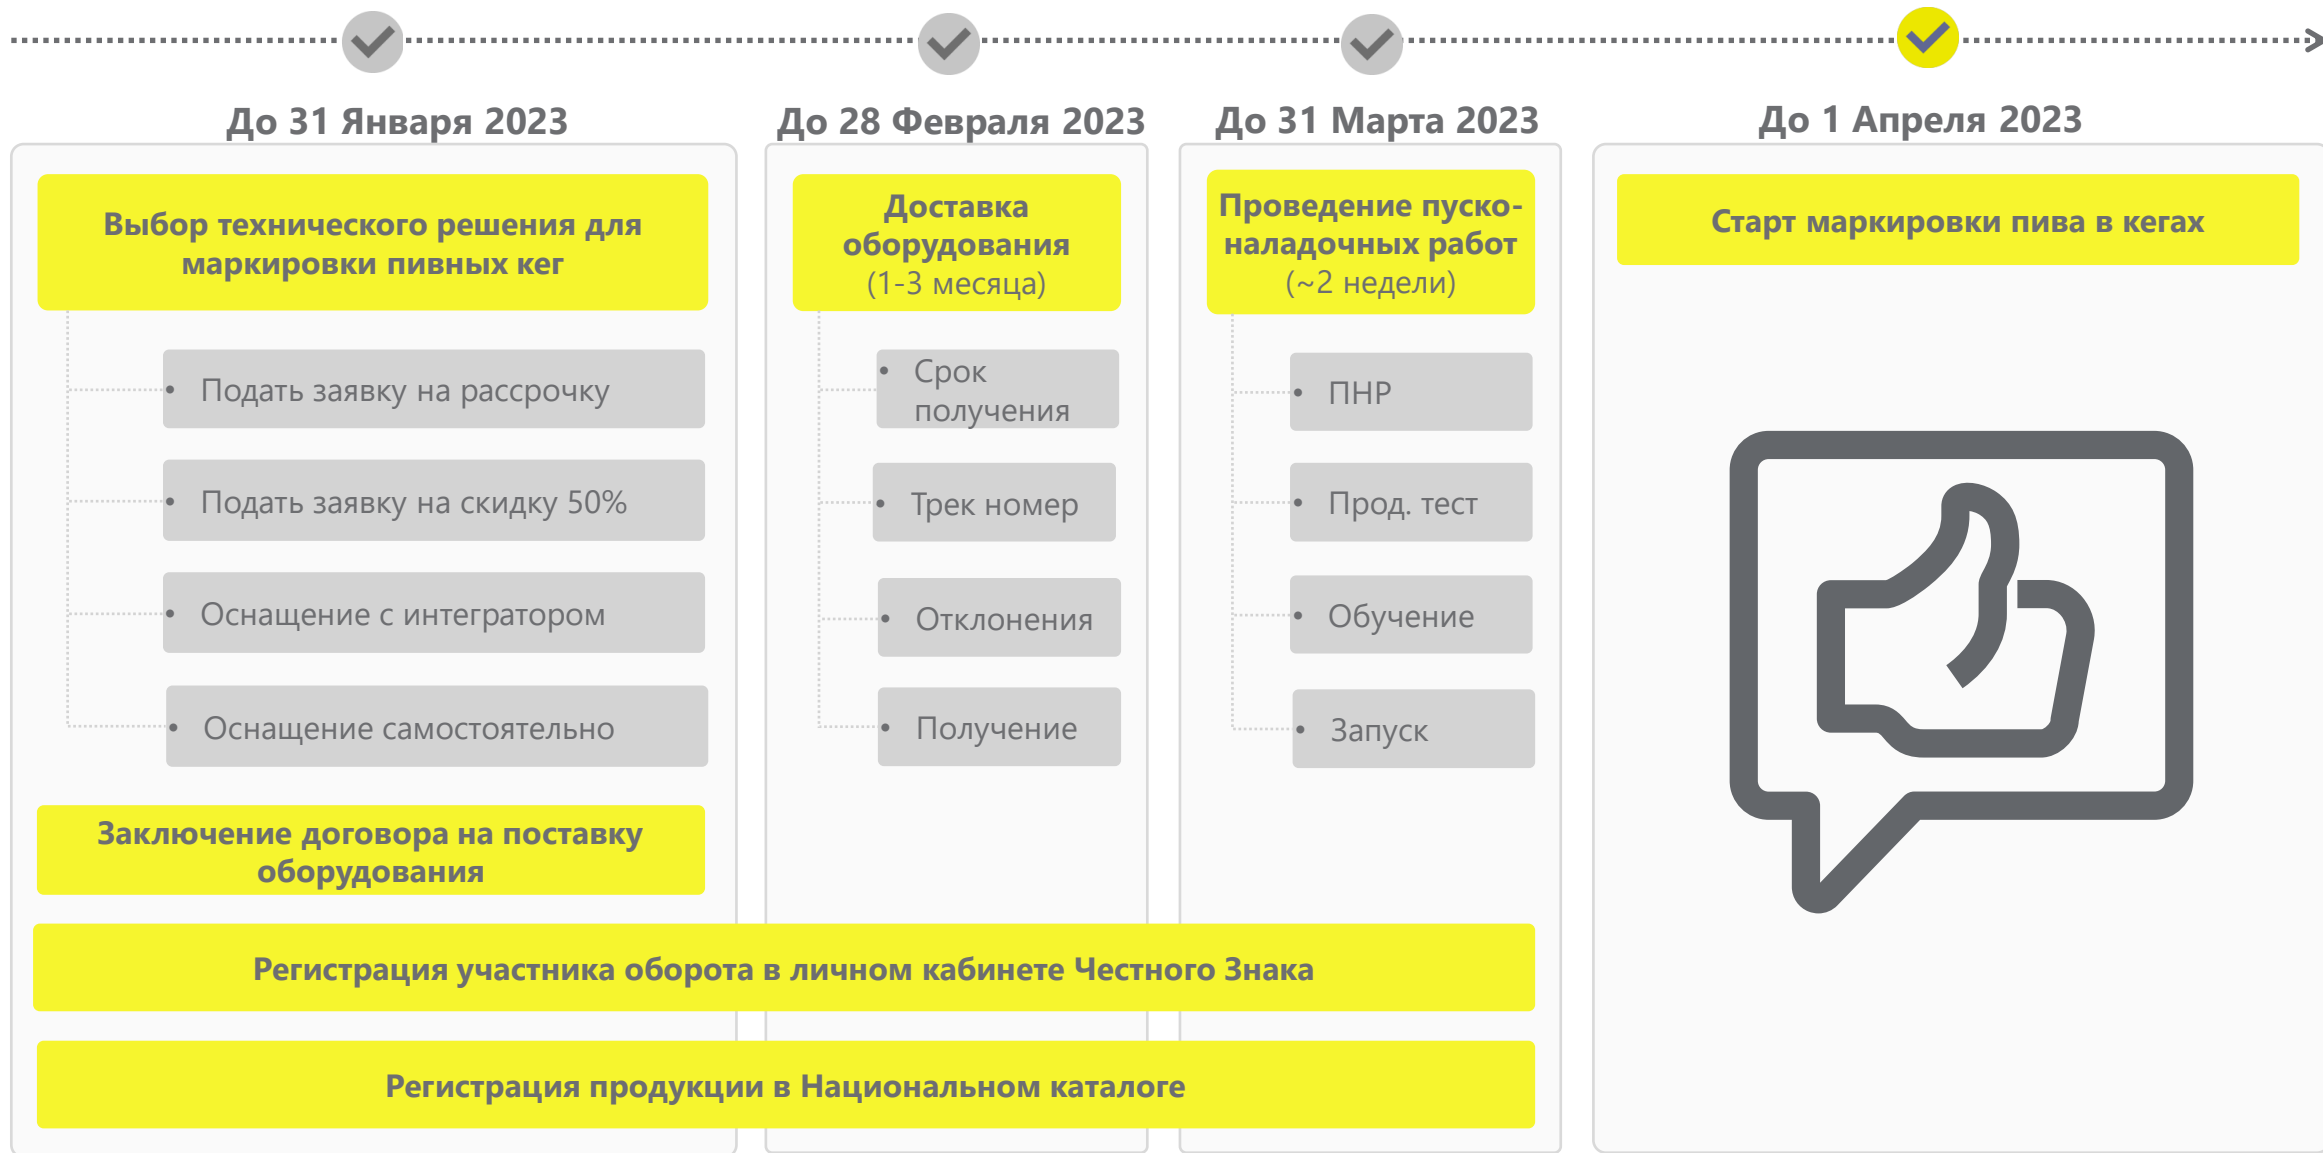 До 31 Января 2023
Выбор технического решения для
маркировки пивных кег
• Подать заявку на рассрочку
• Подать заявку на скидку 50%
• Оснащение с интегратором
• Оснащение самостоятельно
Заключение договора на поставку
оборудования
До 28 Февраля 2023
Доставка
оборудования
(1-3 месяца)
• Срок
получения
• Трек номер
• Отклонения
• Получение
До 31 Марта 2023
Проведение пуско-
наладочных работ
(~2 недели)
• ПНР
• Прод. тест
• Обучение
• Запуск
До 1 Апреля 2023
Старт маркировки пива в кегах
Регистрация участника оборота в личном кабинете Честного Знака
Регистрация продукции в Национальном каталоге